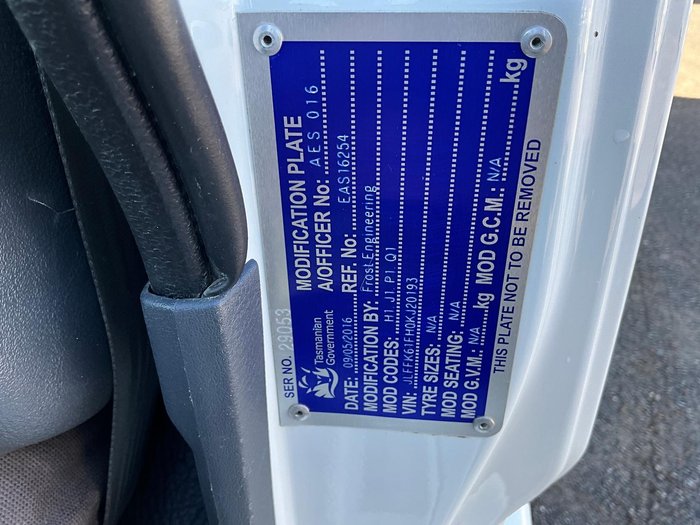 SER NO. 29053
Tasmanian
Government
MODIFICATION PLATE
A/OFFICER No: AES 016
DATE: 09/05/2016 REF. No: EAS16254
MODIFICATION BY: Frost Engineering
MOD CODES: H1 J1 P1 Q1
VIN: JLFFK61FH0KJ20193
TYRE SIZES: N/A
MOD SEATING: N/A
MOD G.V.M.: N/A kg MOD G.C.M.: N/A kg
THIS PLATE NOT TO BE REMOVED